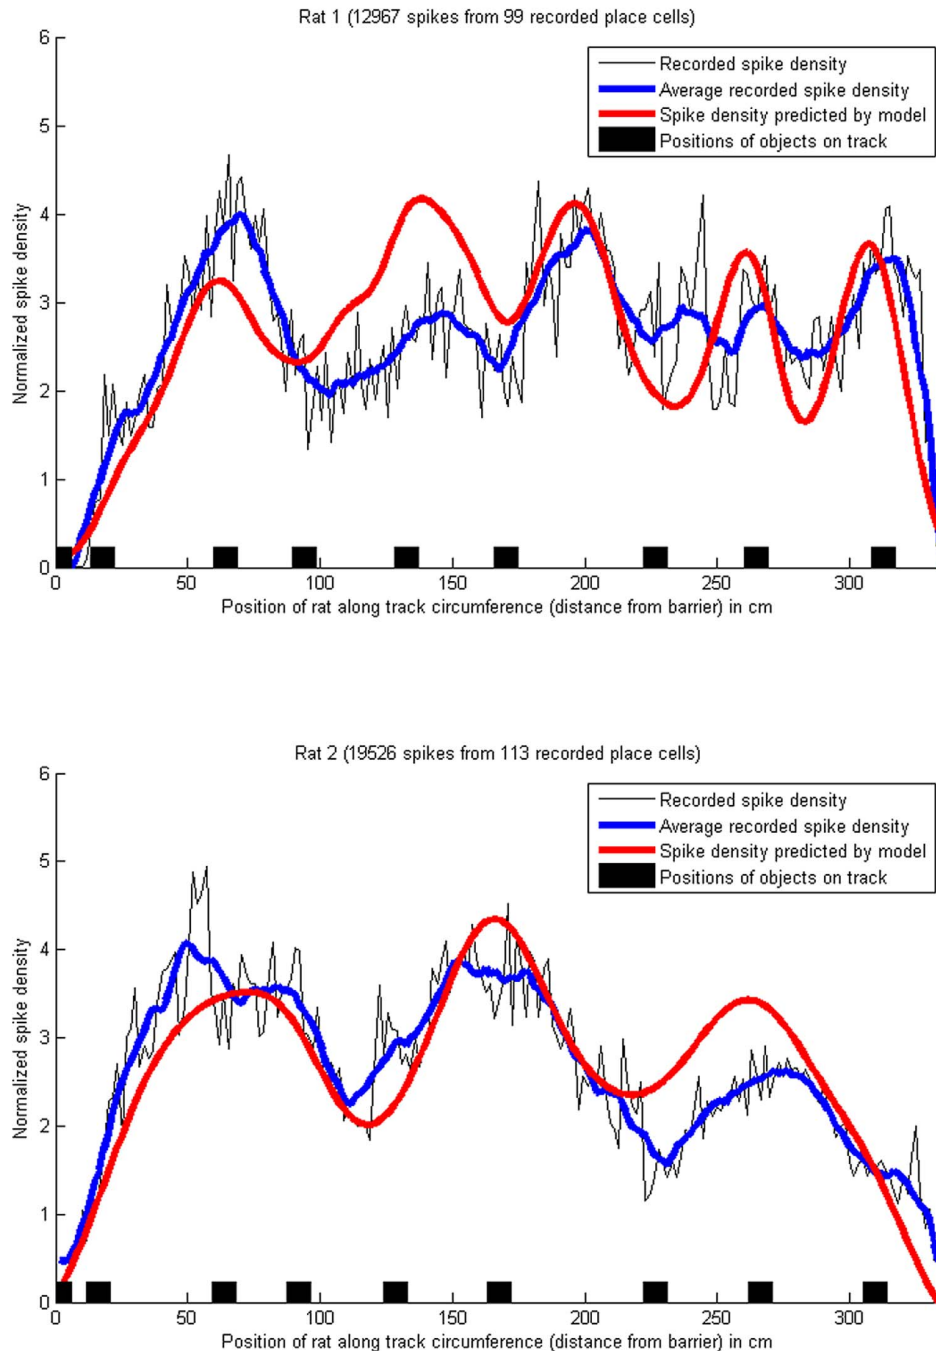 Rat 1 (12967 spikes from 99 recorded place cells)
6
5
4
3
2
1
0
Normalized spike density
Recorded spike density
Average recorded spike density
Spike density predicted by model
Positions of objects on track
0 50 100 150 200 250 300
Position of rat along track circumference (distance from barrier) in cm
Rat 2 (19526 spikes from 113 recorded place cells)
6
5
4
3
2
1
0
Normalized spike density
Recorded spike density
Average recorded spike density
Spike density predicted by model
Positions of objects on track
0 50 100 150 200 250 300
Position of rat along track circumference (distance from barrier) in cm